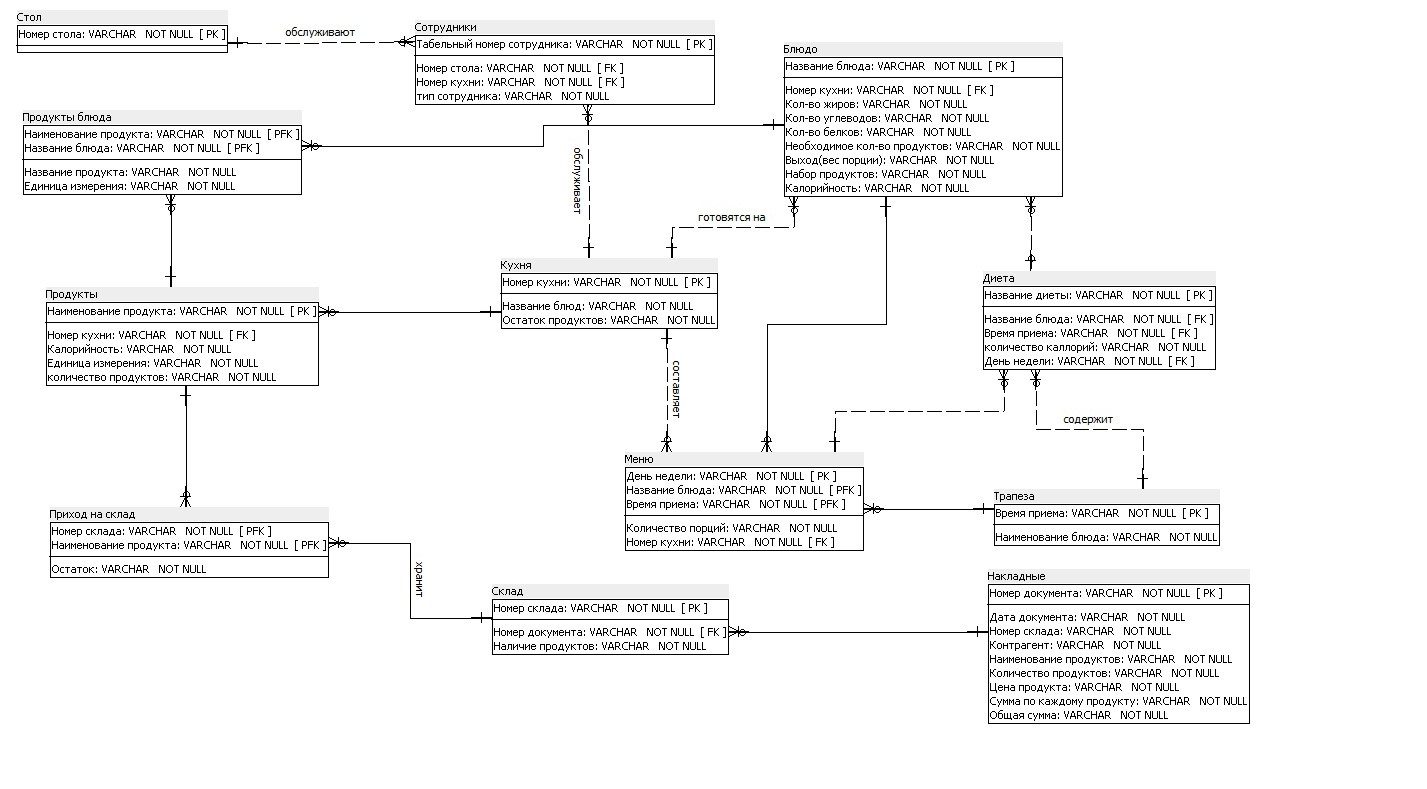 Стол
Номер стола: VARCHAR NOT NULL [ PK ]
обслуживают
Сотрудники
Табельный номер сотрудника: VARCHAR NOT NULL [ PK ]
Номер стола: VARCHAR NOT NULL [ FK ]
Номер кухни: VARCHAR NOT NULL [ FK ]
тип сотрудника: VARCHAR NOT NULL
Блюдо
Название блюда: VARCHAR NOT NULL [ PK ]
Номер кухни: VARCHAR NOT NULL [ FK ]
Кол-во жиров: VARCHAR NOT NULL
Кол-во углеводов: VARCHAR NOT NULL
Кол-во белков: VARCHAR NOT NULL
Необходимое кол-во продуктов: VARCHAR NOT NULL
Выход(вес порции): VARCHAR NOT NULL
Набор продуктов: VARCHAR NOT NULL
Калорийность: VARCHAR NOT NULL
Продукты блюда
Наименование продукта: VARCHAR NOT NULL [ PFK ]
Название блюда: VARCHAR NOT NULL [ PFK ]
Название продукта: VARCHAR NOT NULL
Единица измерения: VARCHAR NOT NULL
обслуживает
готовятся на
Кухня
Номер кухни: VARCHAR NOT NULL [ PK ]
Название блюд: VARCHAR NOT NULL
Остаток продуктов: VARCHAR NOT NULL
Диета
Название диеты: VARCHAR NOT NULL [ PK ]
Название блюда: VARCHAR NOT NULL [ FK ]
Время приема: VARCHAR NOT NULL [ FK ]
количество каллорий: VARCHAR NOT NULL
День недели: VARCHAR NOT NULL [ FK ]
Продукты
Наименование продукта: VARCHAR NOT NULL [ PK ]
Номер кухни: VARCHAR NOT NULL [ FK ]
Калорийность: VARCHAR NOT NULL
Единица измерения: VARCHAR NOT NULL
количество продуктов: VARCHAR NOT NULL
составляет
содержит
Меню
День недели: VARCHAR NOT NULL [ PK ]
Название блюда: VARCHAR NOT NULL [ PFK ]
Время приема: VARCHAR NOT NULL [ PFK ]
Количество порций: VARCHAR NOT NULL
Номер кухни: VARCHAR NOT NULL [ FK ]
Трапеза
Время приема: VARCHAR NOT NULL [ PK ]
Наименование блюда: VARCHAR NOT NULL
Приход на склад
Номер склада: VARCHAR NOT NULL [ PFK ]
Наименование продукта: VARCHAR NOT NULL [ PFK ]
Остаток: VARCHAR NOT NULL
хранит
Склад
Номер склада: VARCHAR NOT NULL [ PK ]
Номер документа: VARCHAR NOT NULL [ FK ]
Наличие продуктов: VARCHAR NOT NULL
Накладные
Номер документа: VARCHAR NOT NULL [ PK ]
Дата документа: VARCHAR NOT NULL
Номер склада: VARCHAR NOT NULL
Контрагент: VARCHAR NOT NULL
Наименование продуктов: VARCHAR NOT NULL
Количество продуктов: VARCHAR NOT NULL
Цена продукта: VARCHAR NOT NULL
Сумма по каждому продукту: VARCHAR NOT NULL
Общая сумма: VARCHAR NOT NULL